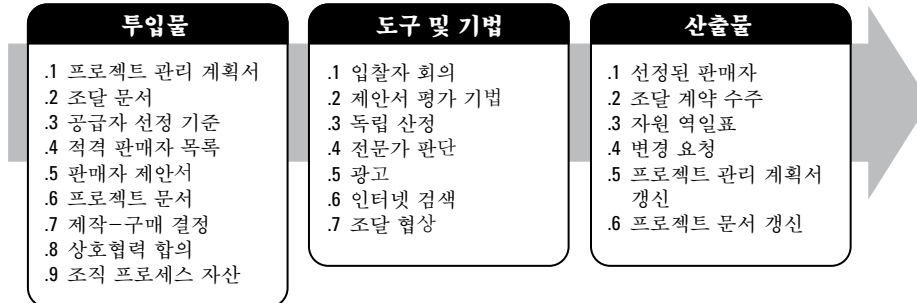 투입물
.1 프로젝트 관리 계획서
.2 조달 문서
.3 공급자 선정 기준
.4 적격 판매자 목록
.5 판매자 제안서
.6 프로젝트 문서
.7 제작-구매 결정
.8 상호협력 합의
.9 조직 프로세스 자산
도구 및 기법
.1 입찰자 회의
.2 제안서 평가 기법
.3 독립 산정
.4 전문가 판단
.5 광고
.6 인터넷 검색
.7 조달 협상
산출물
.1 선정된 판매자
.2 조달 계약 수주
.3 자원 역일표
.4 변경 요청
.5 프로젝트 관리 계획서
갱신
.6 프로젝트 문서 갱신